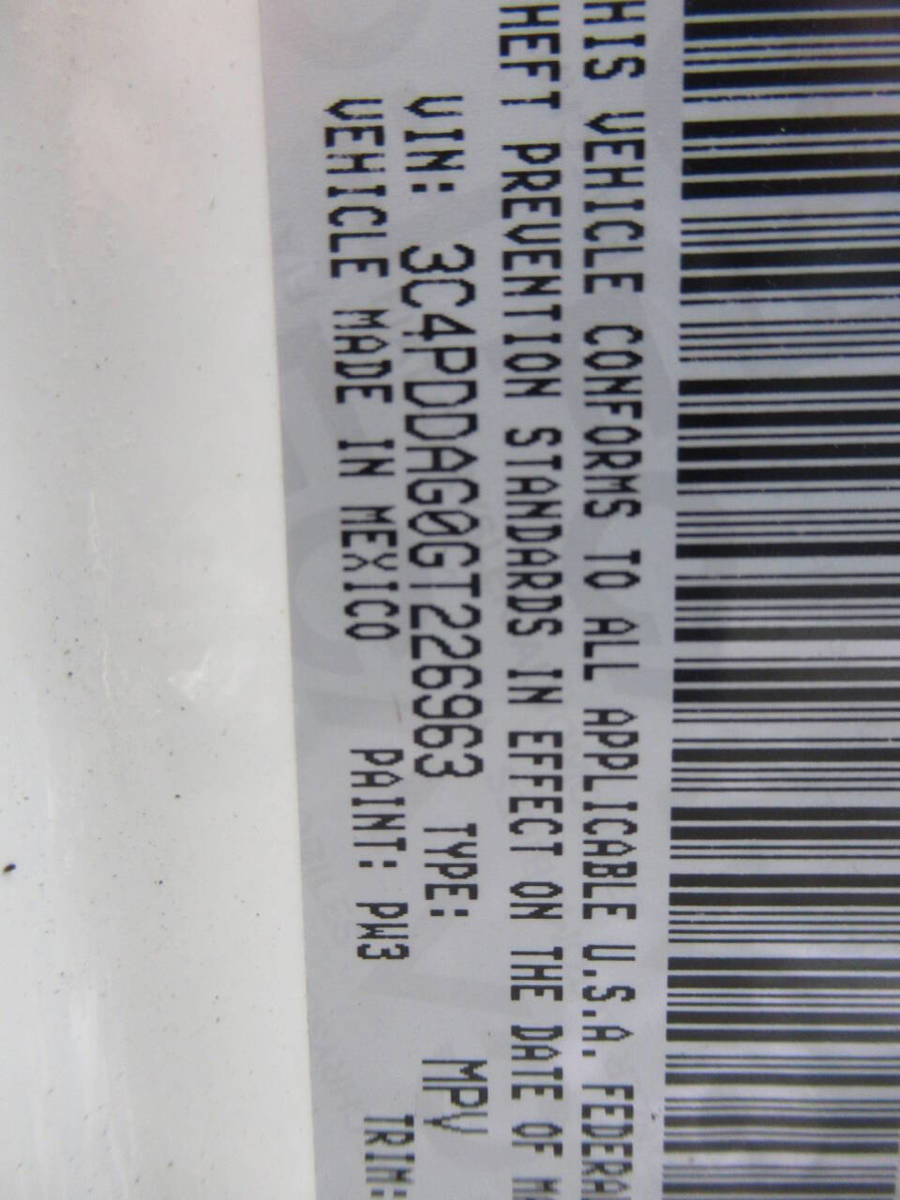 HIS VEHICLE CONFORMS TO ALL APPLICABLE U.S.A. FEDERA
HEFT PREVENTION STANDARDS IN EFFECT ON THE DATE OF
VIN: 3C4PDDAG0GT226963 TYPE: MPV
VEHICLE MADE IN MEXICO PAINT: PW3 TRIM: